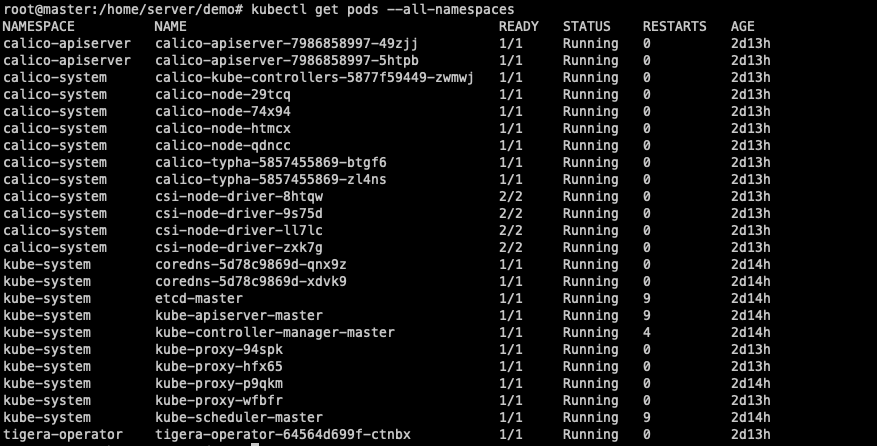 root@master:/home/server/demo# kubectl get pods --all-namespaces
NAMESPACE NAME READY STATUS RESTARTS AGE
calico-apiserver calico-apiserver-7986858997-49zjj 1/1 Running 0 2d13h
calico-apiserver calico-apiserver-7986858997-5htpb 1/1 Running 0 2d13h
calico-system calico-kube-controllers-5877f59449-zwmwj 1/1 Running 0 2d13h
calico-system calico-node-29tcq 1/1 Running 0 2d13h
calico-system calico-node-74x94 1/1 Running 0 2d13h
calico-system calico-node-htmcx 1/1 Running 0 2d13h
calico-system calico-node-qdncc 1/1 Running 0 2d13h
calico-system calico-typha-5857455869-btgf6 1/1 Running 0 2d13h
calico-system calico-typha-5857455869-zl4ns 1/1 Running 0 2d13h
calico-system csi-node-driver-8htqw 2/2 Running 0 2d13h
calico-system csi-node-driver-9s75d 2/2 Running 0 2d13h
calico-system csi-node-driver-ll7lc 2/2 Running 0 2d13h
calico-system csi-node-driver-zxk7g 2/2 Running 0 2d13h
kube-system coredns-5d78c9869d-qnx9z 1/1 Running 0 2d14h
kube-system coredns-5d78c9869d-xdvk9 1/1 Running 0 2d14h
kube-system etcd-master 1/1 Running 9 2d14h
kube-system kube-apiserver-master 1/1 Running 9 2d14h
kube-system kube-controller-manager-master 1/1 Running 4 2d14h
kube-system kube-proxy-94spk 1/1 Running 0 2d13h
kube-system kube-proxy-hfx65 1/1 Running 0 2d13h
kube-system kube-proxy-p9qkm 1/1 Running 0 2d14h
kube-system kube-proxy-wfbfr 1/1 Running 0 2d13h
kube-system kube-scheduler-master 1/1 Running 9 2d14h
tigera-operator tigera-operator-64564d699f-ctnbx 1/1 Running 0 2d13h